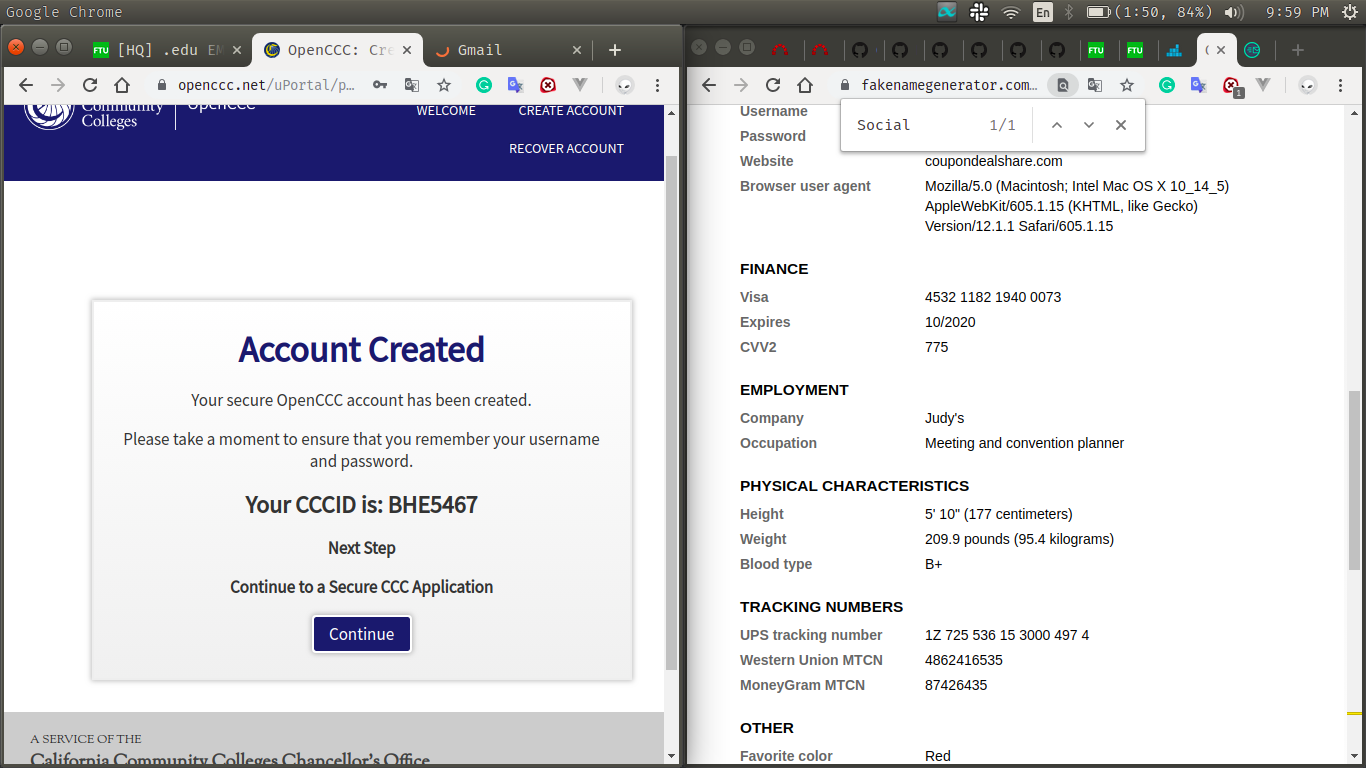 Google Chrome
En
(1:50, 84%)
9:59 PM
FTU
[HQ] .edu EM
OpenCCC: Cre
Gmail
FTU
FTU
openccc.net/uPortal/p…
fakenamegenerator.com…
1
Community
Colleges
OpenCCC
WELCOME
CREATE ACCOUNT
RECOVER ACCOUNT
Account Created
Your secure OpenCCC account has been created.
Please take a moment to ensure that you remember your username
and password.
Your CCCID is: BHE5467
Next Step
Continue to a Secure CCC Application
Continue
A SERVICE OF THE
California Community Colleges Chancellor's Office
Social
1/1
Username
Password
Website
coupondealshare.com
Browser user agent
Mozilla/5.0 (Macintosh; Intel Mac OS X 10_14_5)
AppleWebKit/605.1.15 (KHTML, like Gecko)
Version/12.1.1 Safari/605.1.15
FINANCE
Visa
4532 1182 1940 0073
Expires
10/2020
CVV2
775
EMPLOYMENT
Company
Judy's
Occupation
Meeting and convention planner
PHYSICAL CHARACTERISTICS
Height
5' 10" (177 centimeters)
Weight
209.9 pounds (95.4 kilograms)
Blood type
B+
TRACKING NUMBERS
UPS tracking number
1Z 725 536 15 3000 497 4
Western Union MTCN
4862416535
MoneyGram MTCN
87426435
OTHER
Favorite color
Red